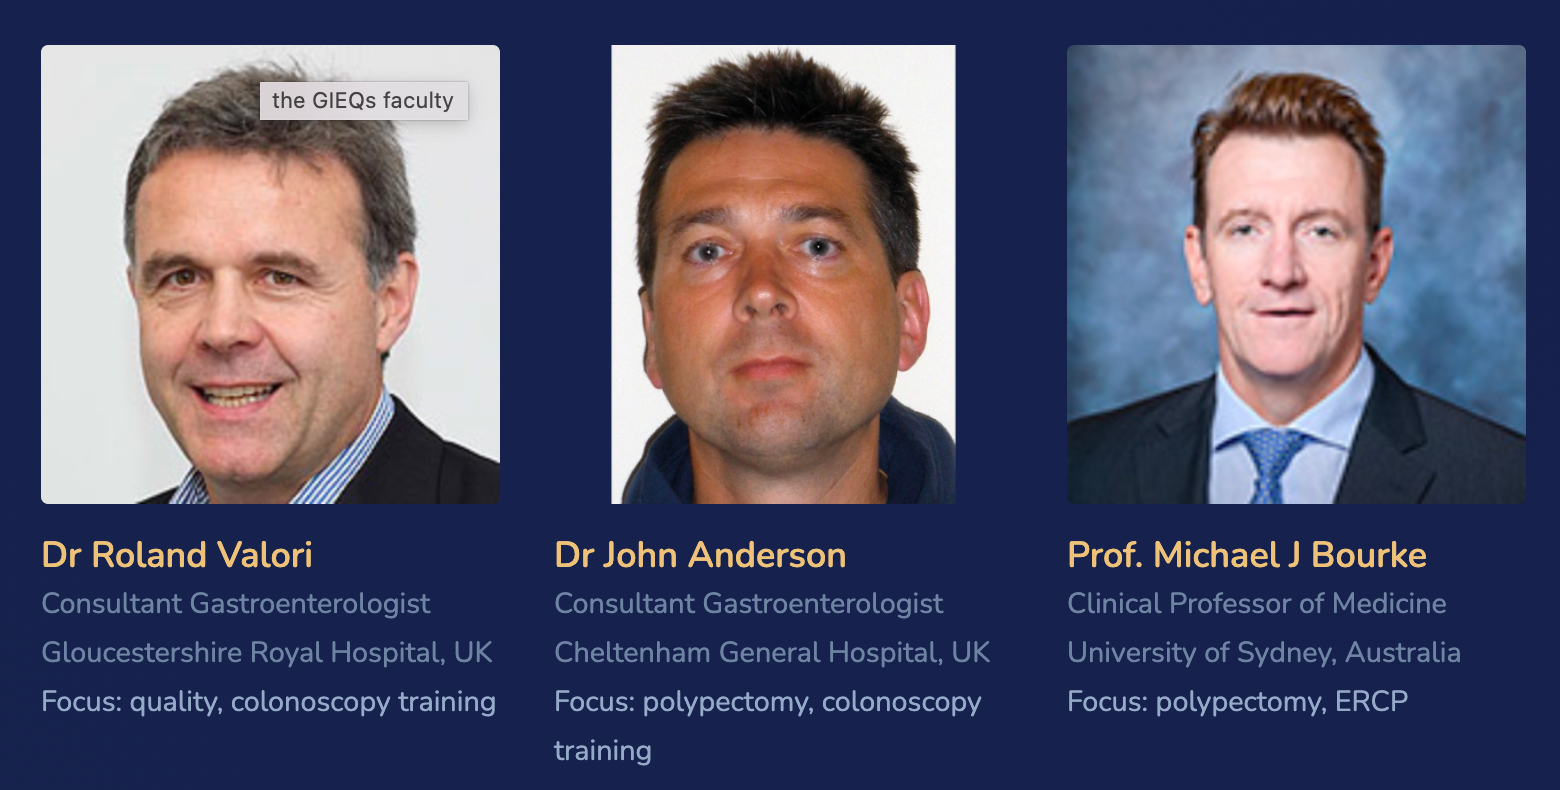 the GIEQs faculty
Dr Roland Valori
Consultant Gastroenterologist
Gloucestershire Royal Hospital, UK
Focus: quality, colonoscopy training
Dr John Anderson
Consultant Gastroenterologist
Cheltenham General Hospital, UK
Focus: polypectomy, colonoscopy
training
Prof. Michael J Bourke
Clinical Professor of Medicine
University of Sydney, Australia
Focus: polypectomy, ERCP